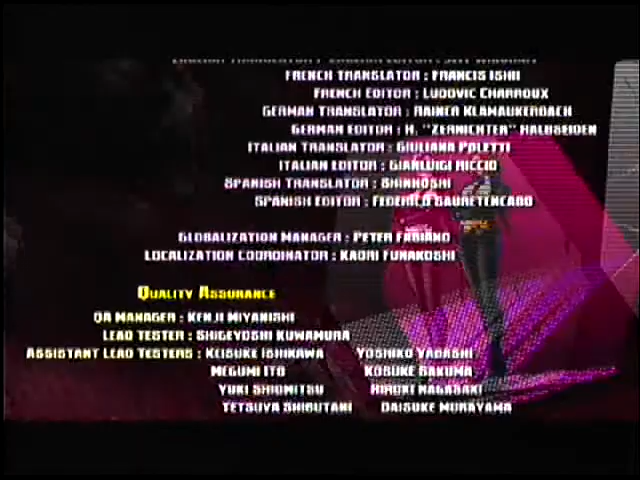 FRENCH TRANSLATOR : FRANCIS ISHII
FRENCH EDITOR : LUDOVIC CHARROUX
GERMAN TRANSLATOR : RAINER KLAMAUKEROACH
GERMAN EDITOR : H. "ZERNICHTER" HALBSEIDEN
ITALIAN TRANSLATOR : GIULIANA POLETTI
ITALIAN EDITOR : GIANLUIGI RICCIO
SPANISH TRANSLATOR : SHINHOSHI
SPANISH EDITOR : FEDERICO SAURETENCADO
GLOBALIZATION MANAGER : PETER FABIANO
LOCALIZATION COORDINATOR : KAORI FUNAKOSHI
QUALITY ASSURANCE
QA MANAGER : KENJI MIYANISHI
LEAD TESTER : SHIGEYOSHI KUWAMURA
ASSISTANT LEAD TESTERS : KEISUKE ISHIKAWA YOSHIKO YABASHI
MEGUMI ITO KOSUKE SAKUMA
YUKI SHIOMITSU HIROKI NAGASAKI
TETSUYA SHIBUTANI DAISUKE MURAYAMA